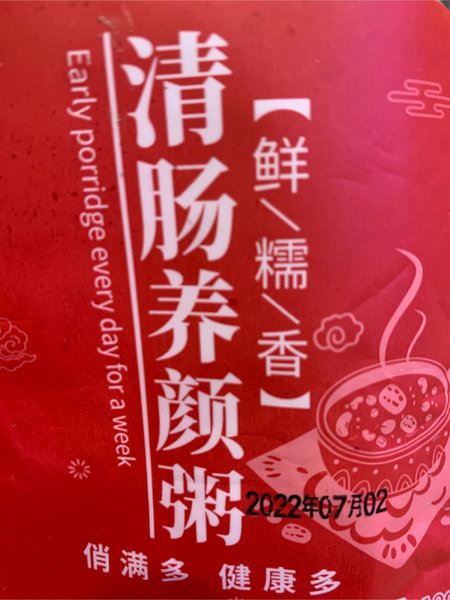 清肠养颜粥
【鲜／糯／香】
Early porridge every day for a week
2022年07月02
俏满多 健康多